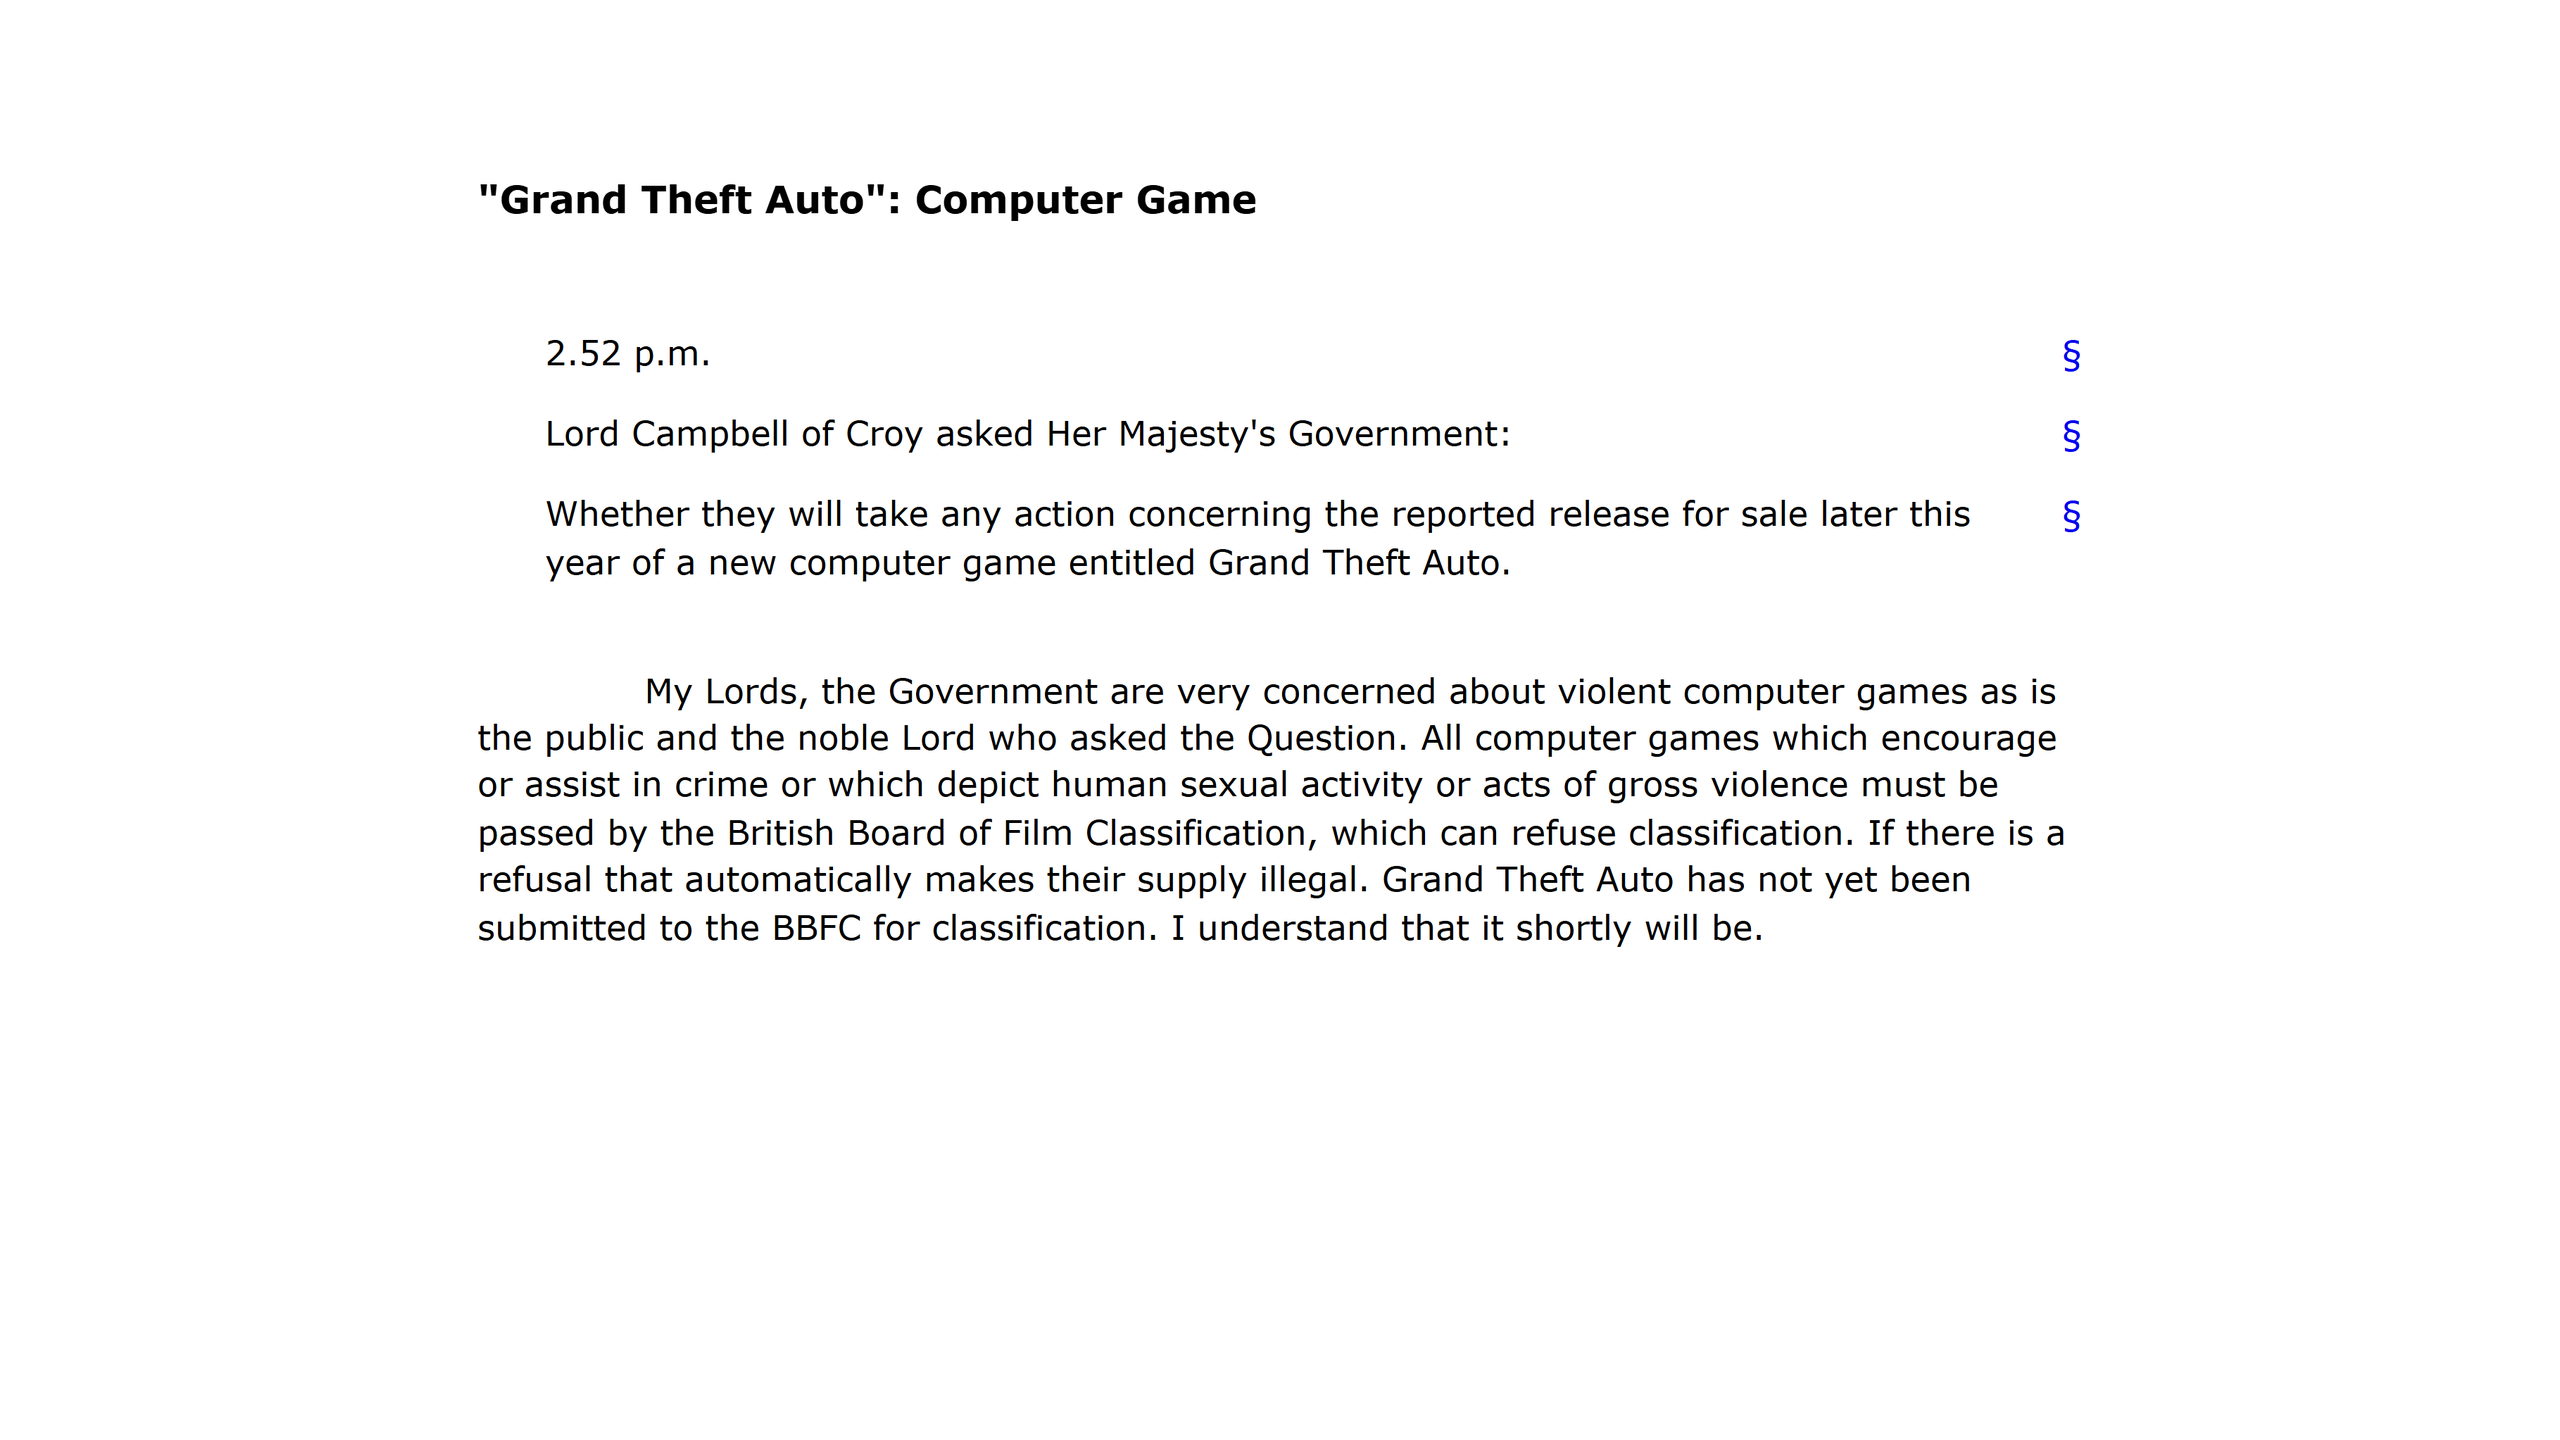 "Grand Theft Auto": Computer Game
2.52 p.m. §
Lord Campbell of Croy asked Her Majesty's Government: §
Whether they will take any action concerning the reported release for sale later this §
year of a new computer game entitled Grand Theft Auto.
My Lords, the Government are very concerned about violent computer games as is
the public and the noble Lord who asked the Question. All computer games which encourage
or assist in crime or which depict human sexual activity or acts of gross violence must be
passed by the British Board of Film Classification, which can refuse classification. If there is a
refusal that automatically makes their supply illegal. Grand Theft Auto has not yet been
submitted to the BBFC for classification. I understand that it shortly will be.